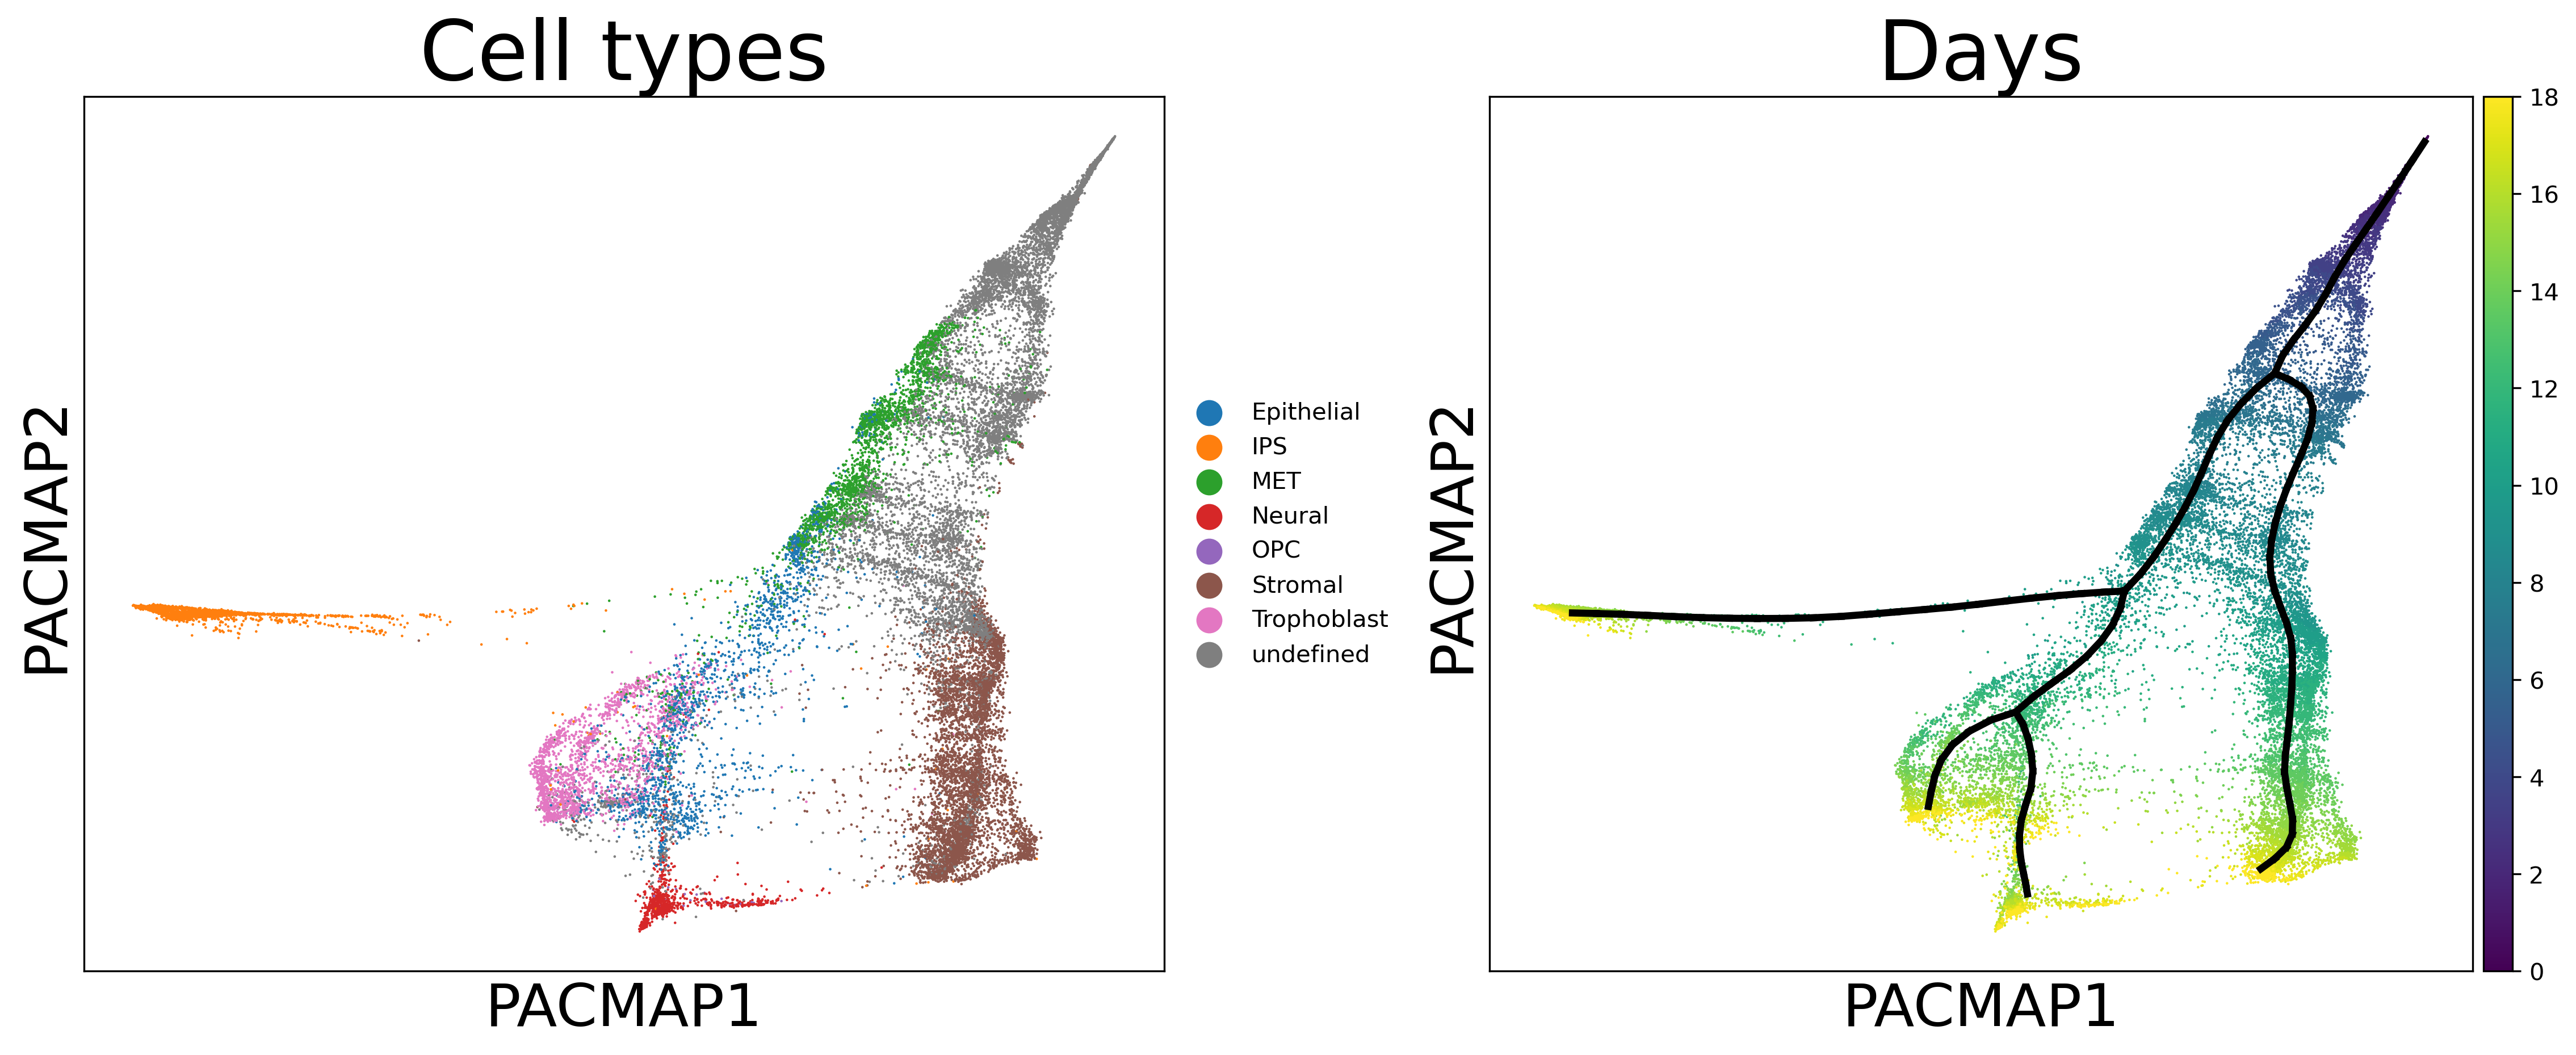 Cell types
PACMAP2
PACMAP1
Epithelial
IPS
MET
Neural
OPC
Stromal
Trophoblast
undefined
Days
PACMAP2
PACMAP1
18
16
14
12
10
8
6
4
2
0